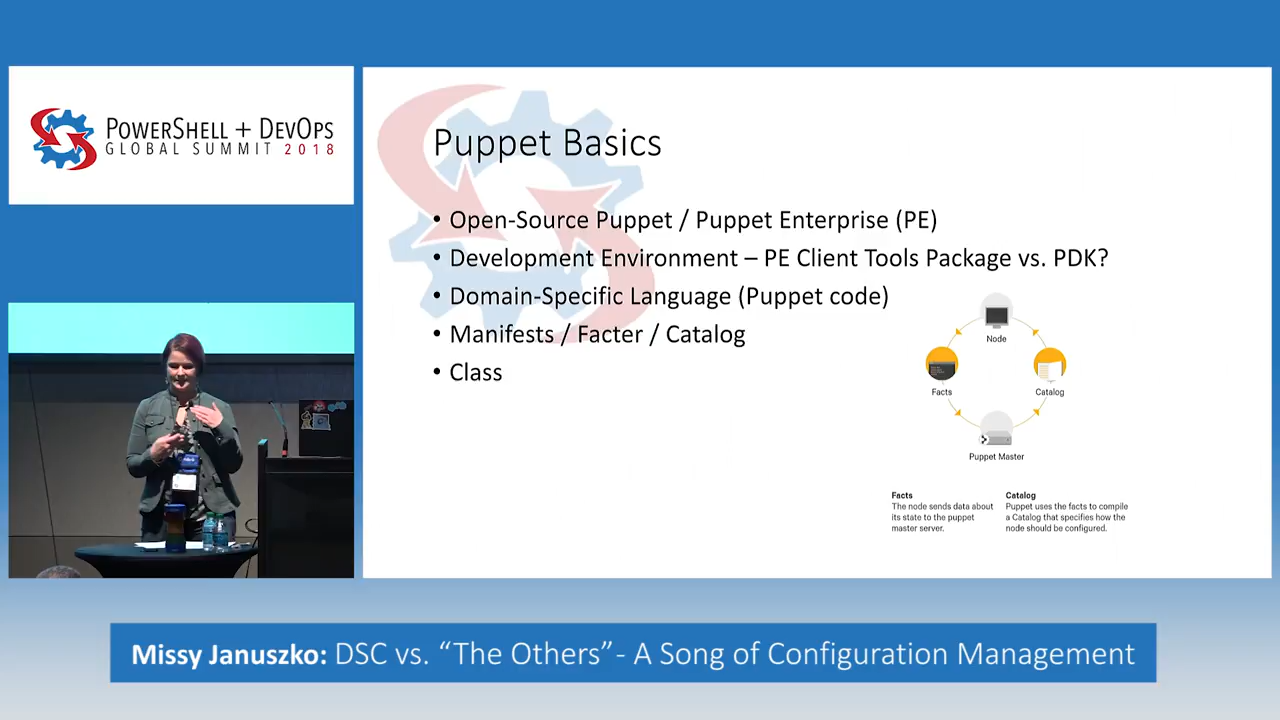 POWERSHELL + DEVOPS
GLOBAL SUMMIT 2018
Puppet Basics
• Open-Source Puppet / Puppet Enterprise (PE)
• Development Environment – PE Client Tools Package vs. PDK?
• Domain-Specific Language (Puppet code)
• Manifests / Facter / Catalog
• Class
Node
Facts
Catalog
Puppet Master
Facts
The node sends data about
its state to the puppet
master server.
Catalog
Puppet uses the facts to compile
a Catalog that specifies how the
node should be configured.
Missy Januszko: DSC vs. “The Others”- A Song of Configuration Management